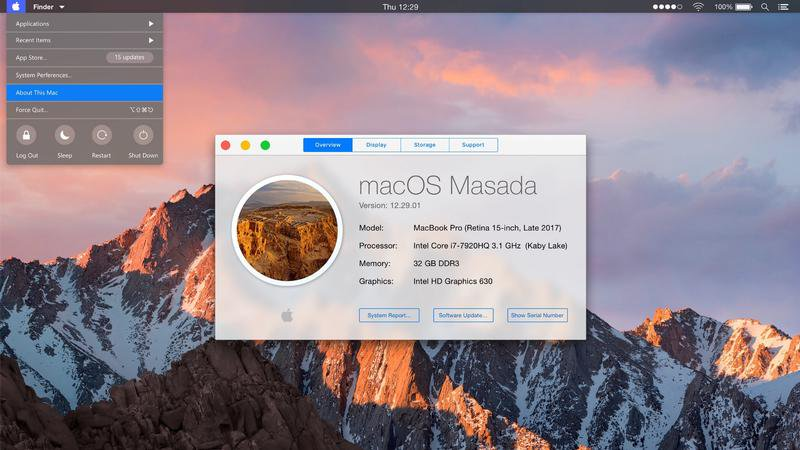 Finder
Thu 12:29
100%
Applications
Recent Items
App Store...
15 updates
System Perferences...
About This Mac
Force Quit...
⌥⇧⌘⎋
Log Out
Sleep
Restart
Shut Down
Overview
Display
Storage
Support
macOS Masada
Version: 12.29.01
Model: MacBook Pro (Retina 15-inch, Late 2017)
Processor: Intel Core i7-7920HQ 3.1 GHz (Kaby Lake)
Memory: 32 GB DDR3
Graphics: Intel HD Graphics 630
System Report...
Software Update...
Show Serial Number